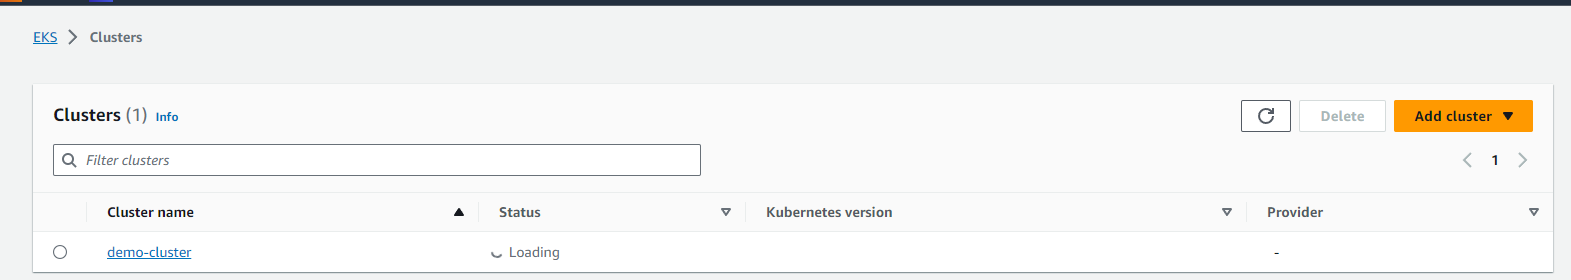 EKS > Clusters
Clusters (1) Info
Delete
Add cluster
Filter clusters
1
Cluster name Status Kubernetes version Provider
demo-cluster Loading -